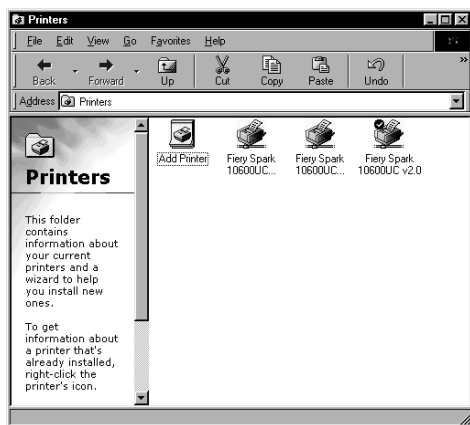 Printers
File Edit View Go Favorites Help
Back Forward Up Cut Copy Paste Undo »
Address Printers
Add Printer
Fiery Spark
10600UC...
Fiery Spark
10600UC...
Fiery Spark
10600UC v2.0
Printers
This folder
contains
information about
your current
printers and a
wizard to help
you install new
ones.
To get
information about
a printer that's
already installed,
right-click the
printer's icon.